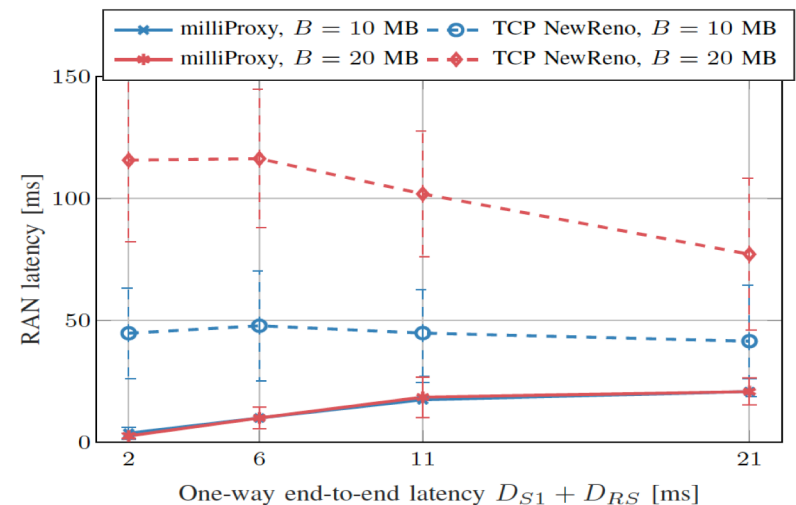 milliProxy, B = 10 MB TCP NewReno, B = 10 MB
milliProxy, B = 20 MB TCP NewReno, B = 20 MB
150
100
50
0
RAN latency [ms]
2 6 11 21
One-way end-to-end latency D_{S1} + D_{RS} [ms]